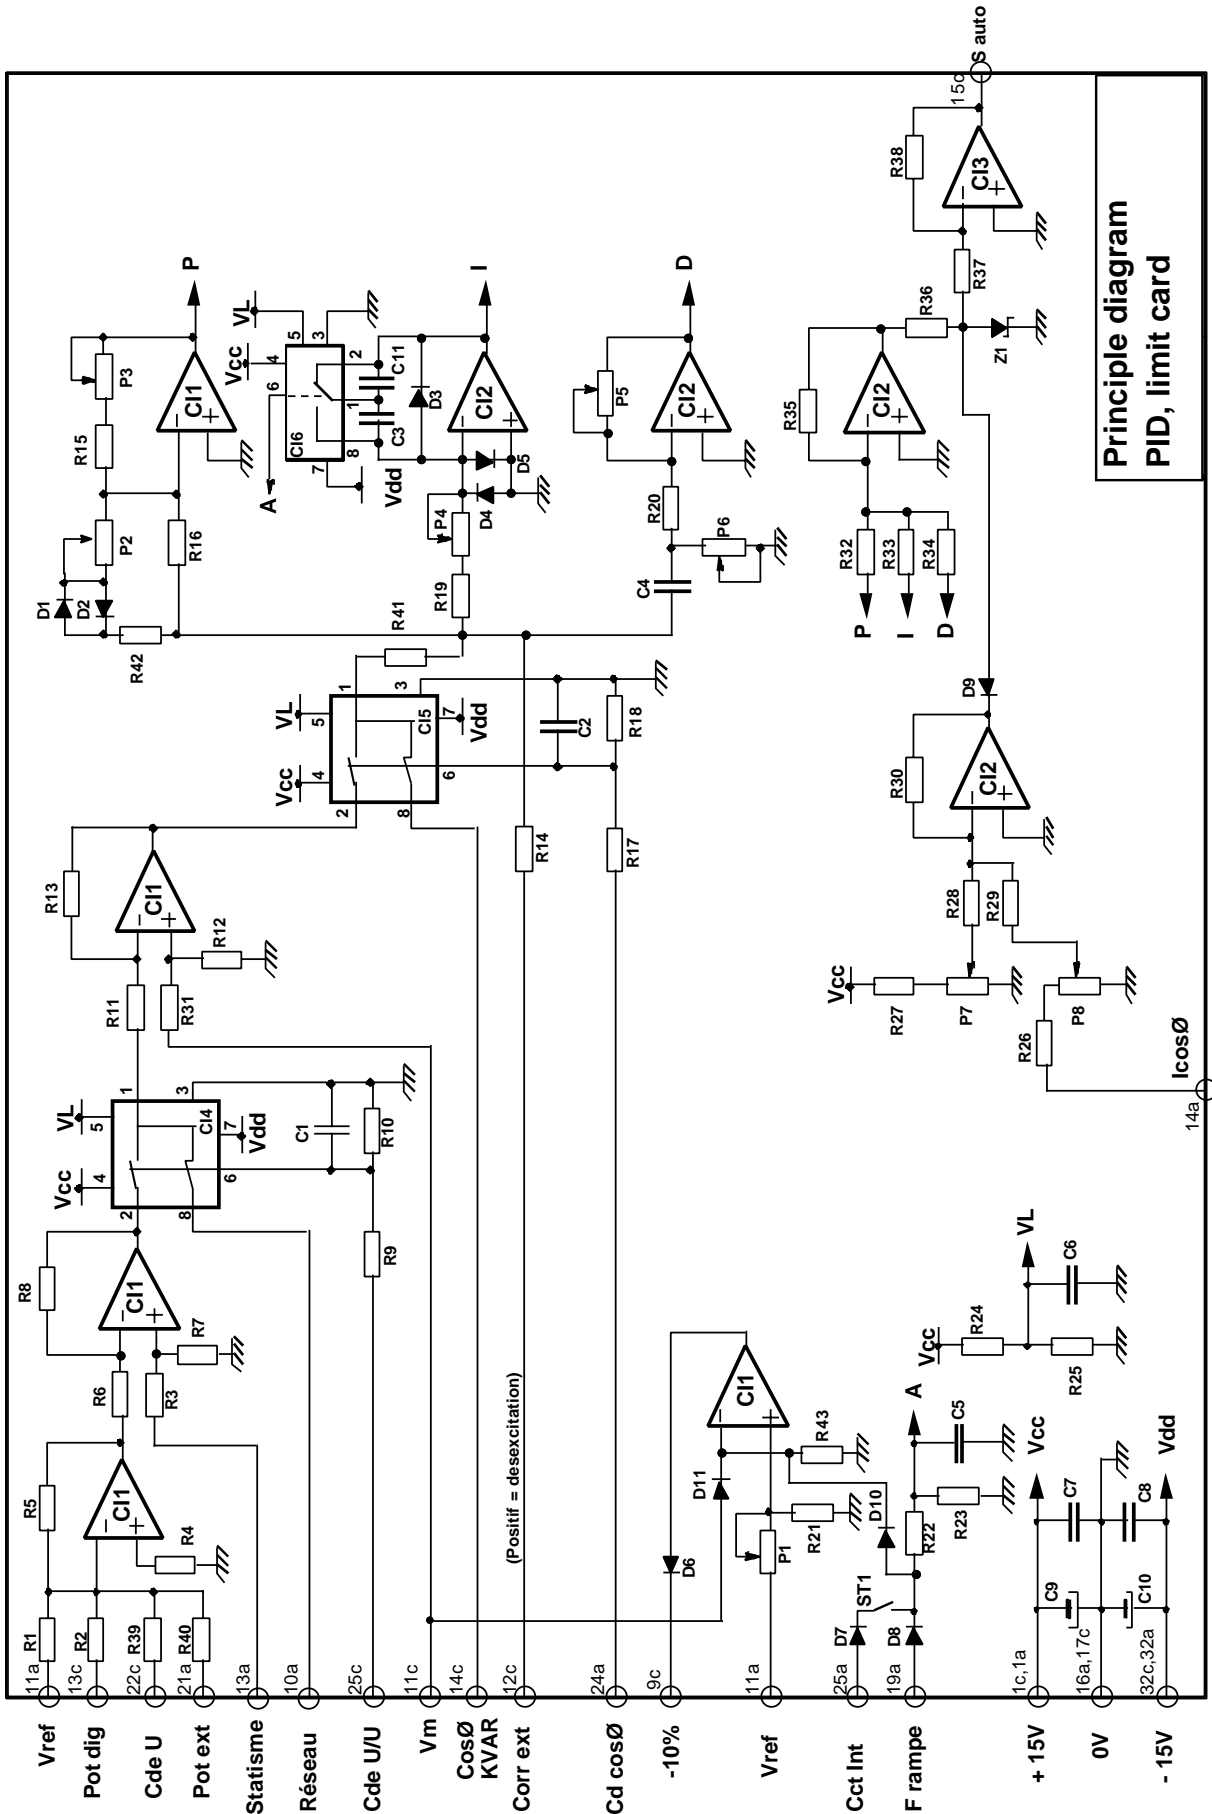 Principle diagram
PID, limit card
Vref
11a
R1
Pot dig
13c
R2
Cde U
22c
R39
Pot ext
21a
R40
Statisme
13a
Réseau
10a
Cde U/U
25c
Vm
11c
CosØ
KVAR
14c
Corr ext
12c
Cd cosØ
24a
-10%
9c
Vref
11a
Cct Int
25a
F rampe
19a
+ 15V
1c,1a
0V
16a,17c
- 15V
32c,32a
R5
CI1
−
+
R4
R6
R3
R8
CI1
−
+
R7
Vcc
VL
4
5
2
1
8
3
CI4
7
6
Vdd
C1
R10
R9
R11
R31
R13
CI1
−
+
R12
Vcc
VL
4
5
2
1
8
3
CI5
7
6
Vdd
C2
R18
R17
R14
R41
(Positif = desexcitation)
D1
D2
R42
P2
R16
R15
P3
CI1
−
+
P
A
Vcc
VL
6
4
5
CI6
3
7
8
1
2
Vdd
C3
C11
D3
R19
P4
D4
D5
CI2
−
+
I
C4
R20
P6
P5
CI2
−
+
D
D6
D11
P1
R21
CI1
−
+
R43
D10
D7
D8
ST1
R22
R23
A
C5
C9
C7
Vcc
C10
C8
Vdd
Vcc
R24
R25
VL
C6
14a
IcosØ
R26
P8
Vcc
R27
P7
R28
R29
R30
CI2
−
+
D9
P
I
D
R32
R33
R34
R35
CI2
−
+
R36
Z1
R37
R38
CI3
−
+
15c
S auto